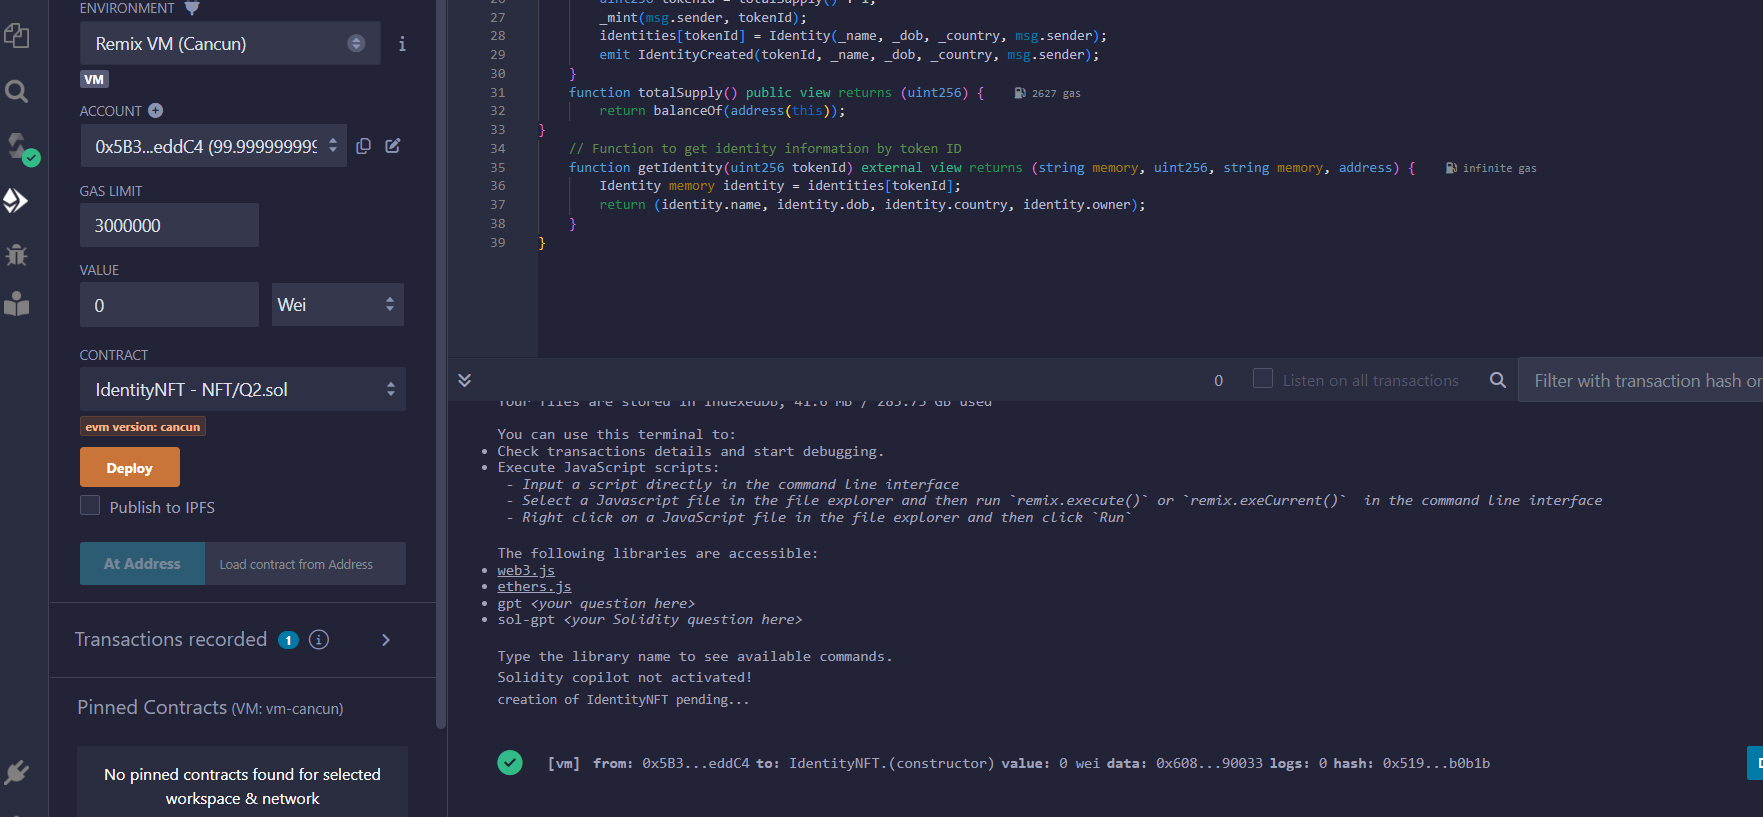 ENVIRONMENT
Remix VM (Cancun)
VM
ACCOUNT
0x5B3...eddC4 (99.9999999999
GAS LIMIT
3000000
VALUE
0
Wei
CONTRACT
IdentityNFT - NFT/Q2.sol
evm version: cancun
Deploy
Publish to IPFS
At Address
Load contract from Address
Transactions recorded 1
Pinned Contracts (VM: vm-cancun)
No pinned contracts found for selected
workspace & network
27 _mint(msg.sender, tokenId);
28 identities[tokenId] = Identity(_name, _dob, _country, msg.sender);
29 emit IdentityCreated(tokenId, _name, _dob, _country, msg.sender);
30 }
31 function totalSupply() public view returns (uint256) { 2627 gas
32 return balanceOf(address(this));
33 }
34 // Function to get identity information by token ID
35 function getIdentity(uint256 tokenId) external view returns (string memory, uint256, string memory, address) { infinite gas
36 Identity memory identity = identities[tokenId];
37 return (identity.name, identity.dob, identity.country, identity.owner);
38 }
39 }
0
Listen on all transactions
Filter with transaction hash or
Your files are stored in IndexedDB, 41.6 MB / 285.75 GB used
You can use this terminal to:
• Check transactions details and start debugging.
• Execute JavaScript scripts:
- Input a script directly in the command line interface
- Select a Javascript file in the file explorer and then run `remix.execute()` or `remix.exeCurrent()` in the command line interface
- Right click on a JavaScript file in the file explorer and then click `Run`
The following libraries are accessible:
• web3.js
• ethers.js
• gpt <your question here>
• sol-gpt <your Solidity question here>
Type the library name to see available commands.
Solidity copilot not activated!
creation of IdentityNFT pending...
[vm] from: 0x5B3...eddC4 to: IdentityNFT.(constructor) value: 0 wei data: 0x608...90033 logs: 0 hash: 0x519...b0b1b